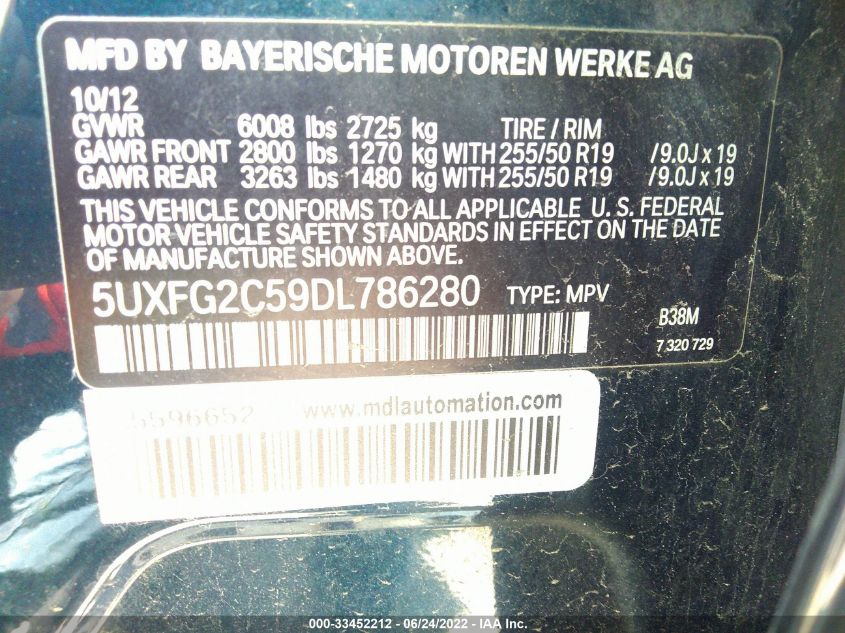 MFD BY BAYERISCHE MOTOREN WERKE AG
10/12
GVWR 6008 lbs 2725 kg TIRE / RIM
GAWR FRONT 2800 lbs 1270 kg WITH 255/50 R19 /9.0J x 19
GAWR REAR 3263 lbs 1480 kg WITH 255/50 R19 /9.0J x 19
THIS VEHICLE CONFORMS TO ALL APPLICABLE U. S. FEDERAL
MOTOR VEHICLE SAFETY STANDARDS IN EFFECT ON THE DATE
OF MANUFACTURE SHOWN ABOVE.
5UXFG2C59DL786280 TYPE: MPV
B38M
7 320 729
5596652 www.mdlautomation.com
000-33452212 - 06/24/2022 - IAA Inc.